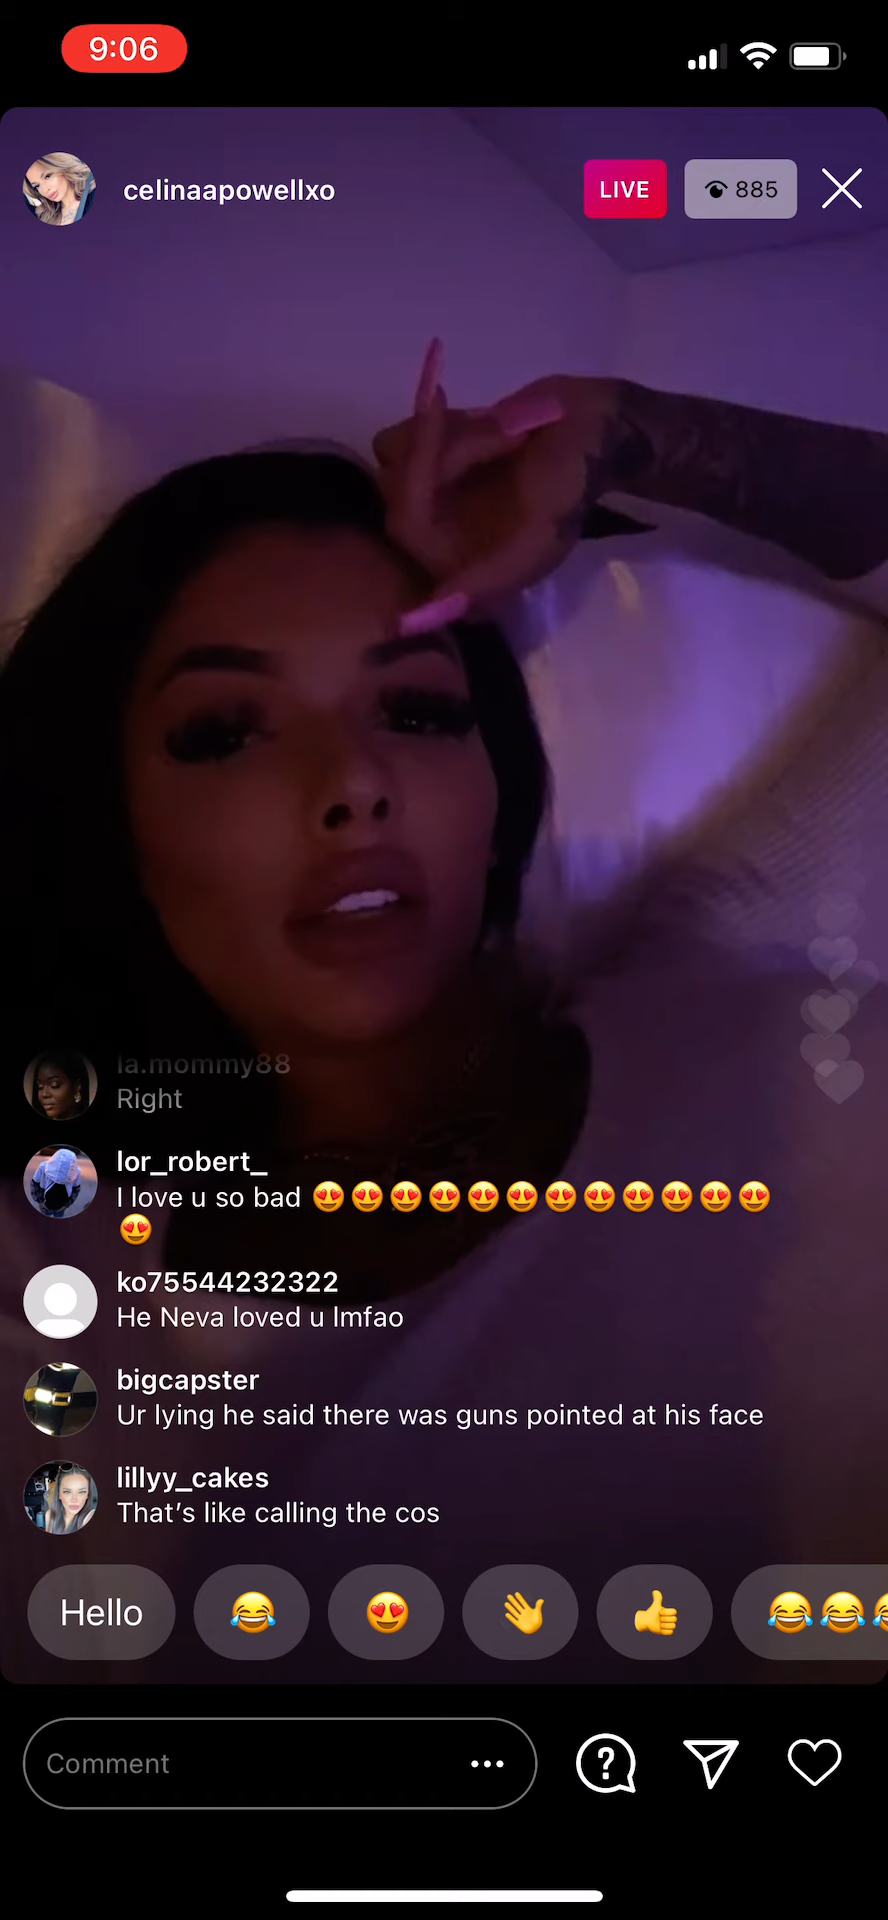 9:06
celinaapowellxo
LIVE
885
la.mommy88
Right
lor_robert_
I love u so bad 😍😍😍😍😍😍😍😍😍😍😍😍
😍
ko75544232322
He Neva loved u lmfao
bigcapster
Ur lying he said there was guns pointed at his face
lillyy_cakes
That's like calling the cos
Hello 😂 😍 👋 👍 😂😂😂
Comment